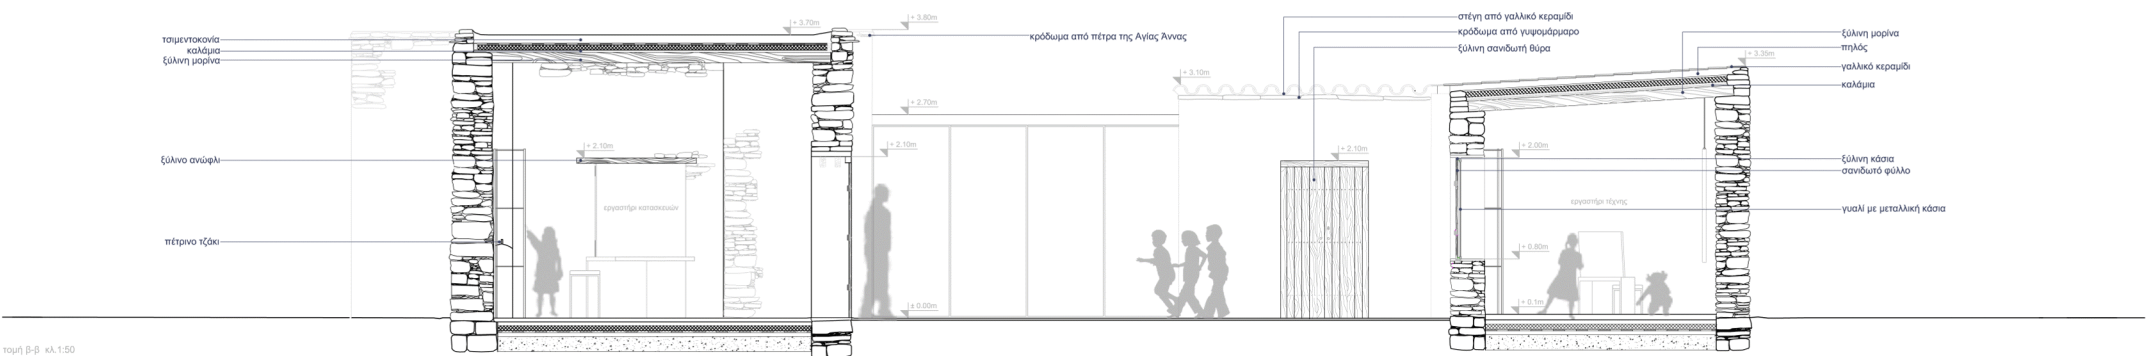 τσιμεντοκονία
καλάμια
ξύλινη μορίνα
ξύλινο ανώφλι
πέτρινο τζάκι
+ 3.70m
+ 3.80m
κρόδωμα από πέτρα της Αγίας Άννας
+ 2.70m
+ 2.10m
+ 2.10m
εργαστήρι κατασκευών
± 0.00m
+ 3.10m
στέγη από γαλλικό κεραμίδι
κρόδωμα από γυψομάρμαρο
ξύλινη σανιδωτή θύρα
+ 2.10m
+ 2.00m
εργαστήρι τέχνης
+ 0.80m
+ 0.1m
ξύλινη μορίνα
πηλός
+ 3.35m
γαλλικό κεραμίδι
καλάμια
ξύλινη κάσια
σανιδωτό φύλλο
γυαλί με μεταλλική κάσια
τομή β-β κλ.1:50